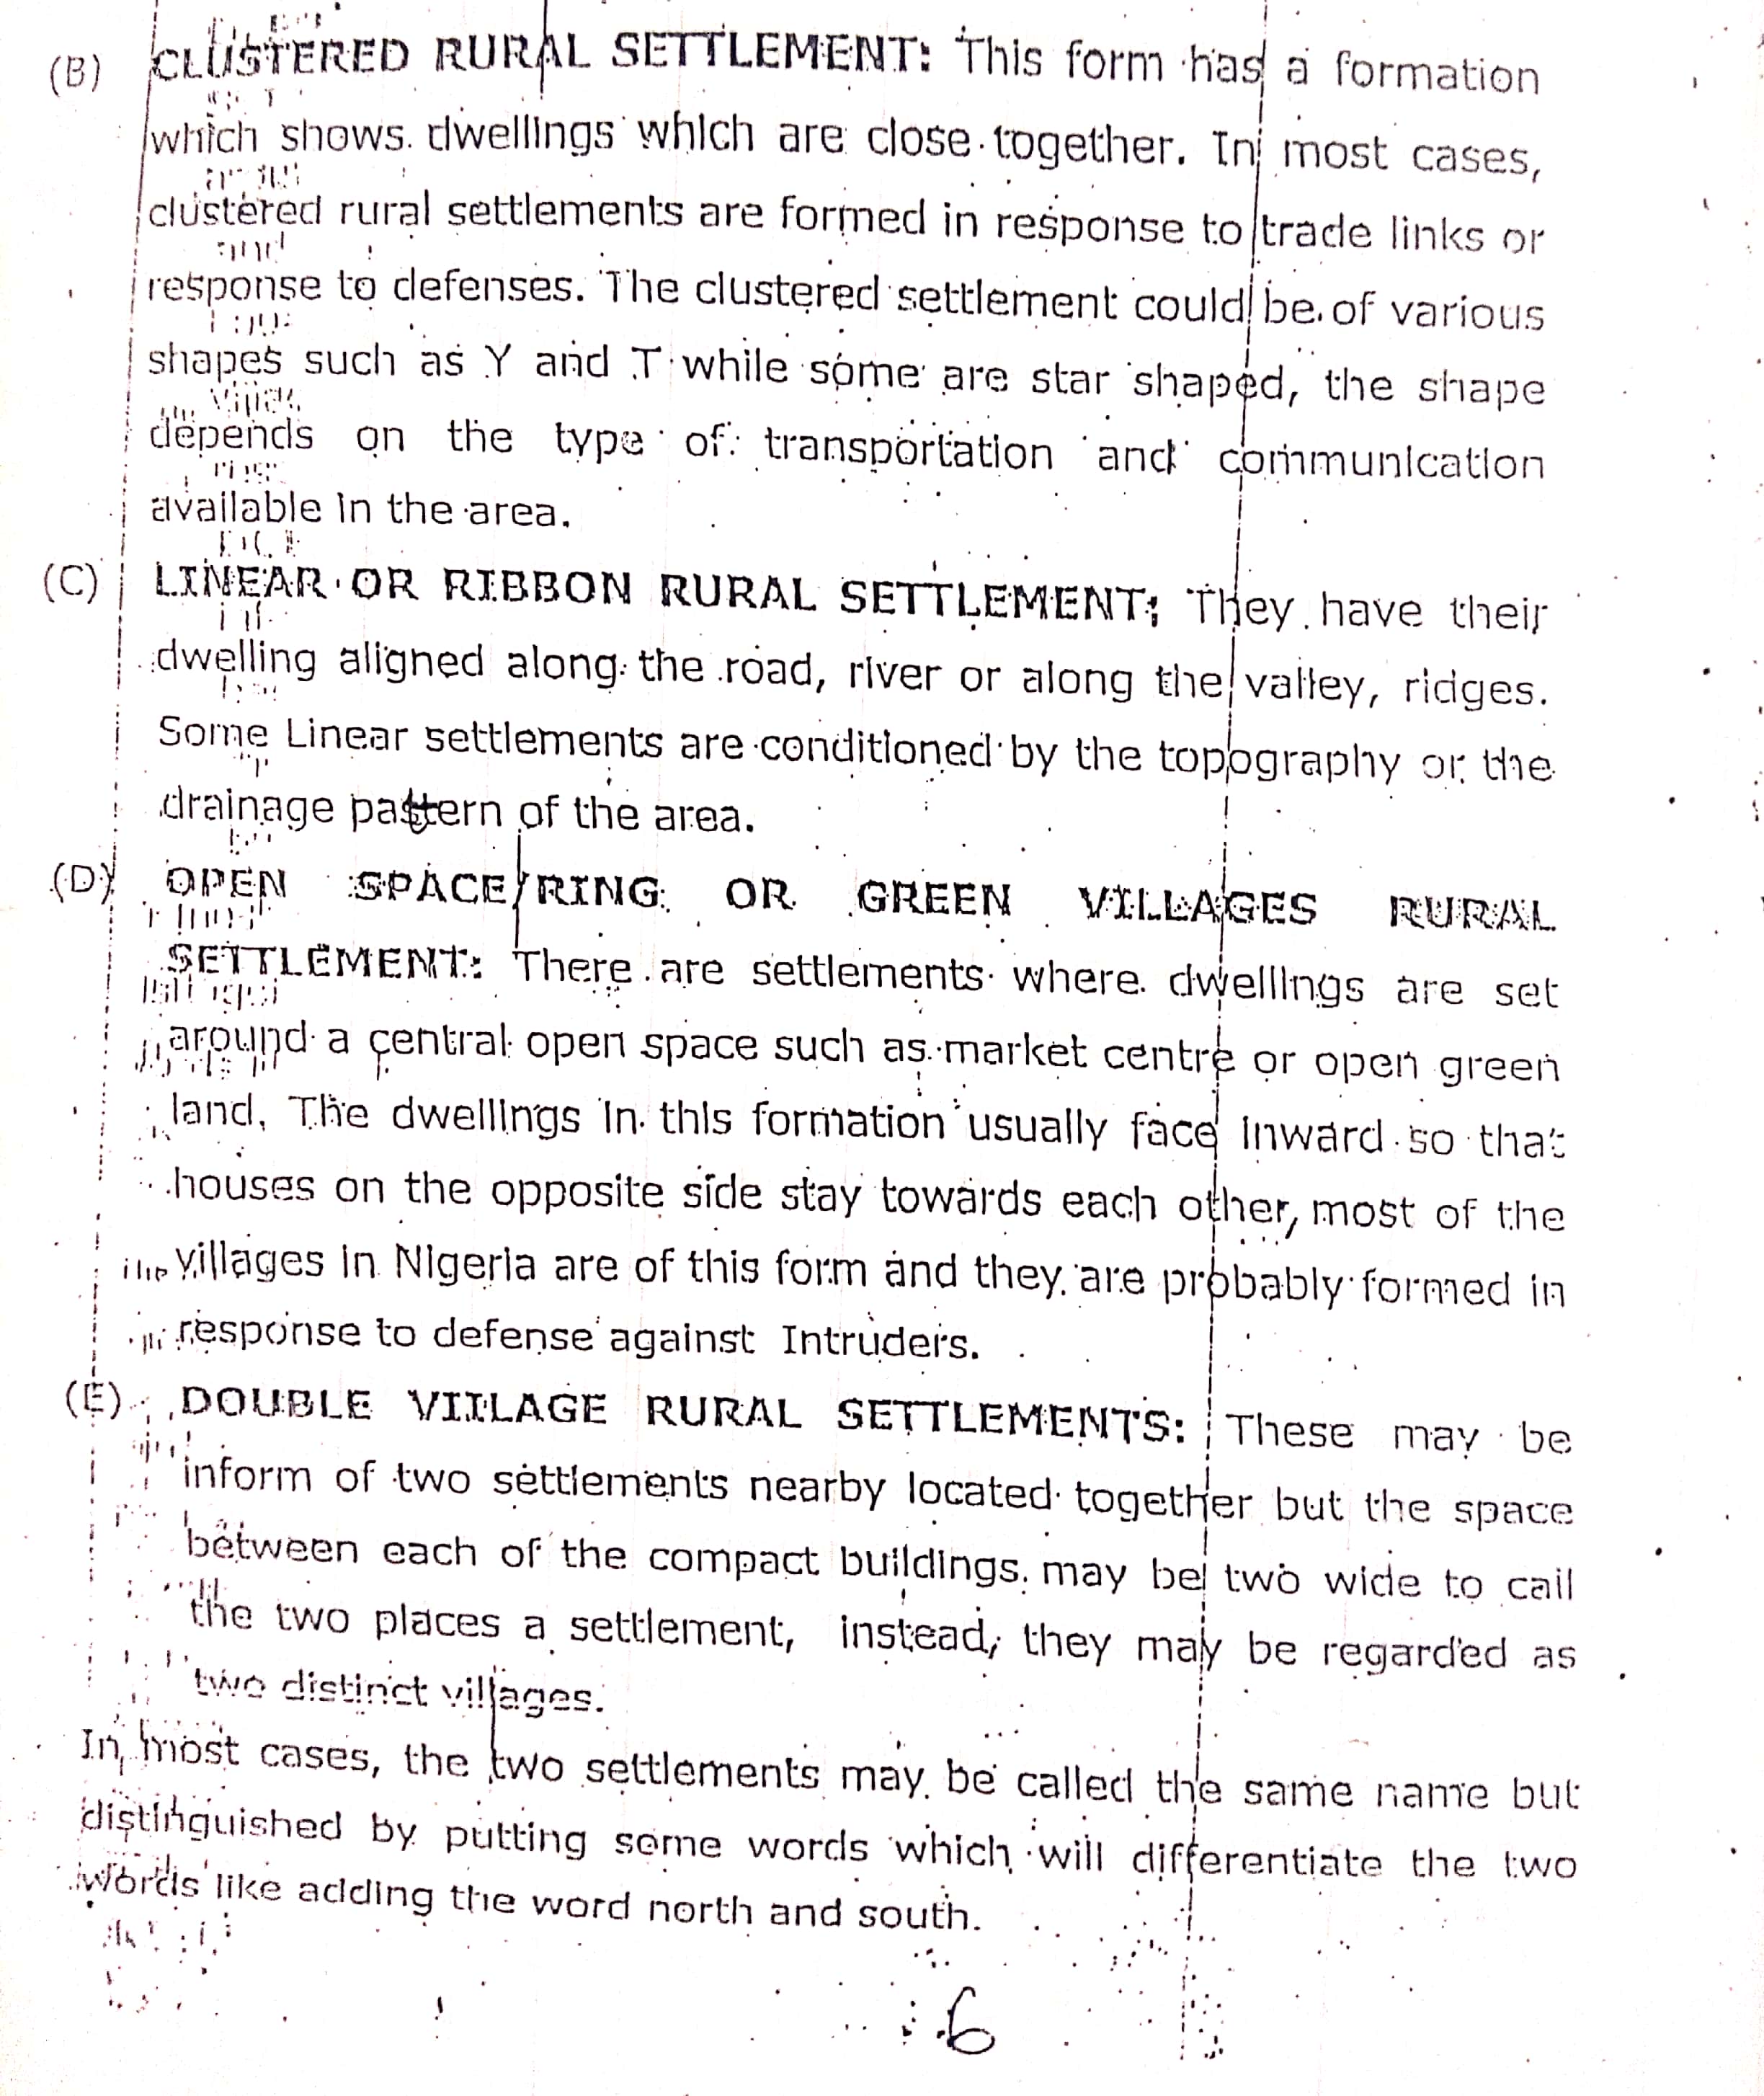 (B) CLUSTERED RURAL SETTLEMENT: This form has a formation
which shows dwellings which are close together. In most cases,
clustered rural settlements are formed in response to trade links or
response to defenses. The clustered settlement could be of various
shapes such as Y and T while some are star shaped, the shape
depends on the type of transportation and communication
available in the area.
(C) LINEAR OR RIBBON RURAL SETTLEMENT: They have their
dwelling aligned along the road, river or along the valley, ridges.
Some Linear settlements are conditioned by the topography or the
drainage pattern of the area.
(D) OPEN SPACE/RING OR GREEN VILLAGES RURAL
SETTLEMENT: There are settlements where dwellings are set
around a central open space such as market centre or open green
land. The dwellings in this formation usually face inward so that
houses on the opposite side stay towards each other, most of the
villages in Nigeria are of this form and they are probably formed in
response to defense against Intruders.
(E) DOUBLE VIILAGE RURAL SETTLEMENTS: These may be
inform of two settlements nearby located together but the space
between each of the compact buildings may be two wide to call
the two places a settlement, instead, they may be regarded as
two distinct villages.
In most cases, the two settlements may be called the same name but
distinguished by putting some words which will differentiate the two
words like adding the word north and south.
6